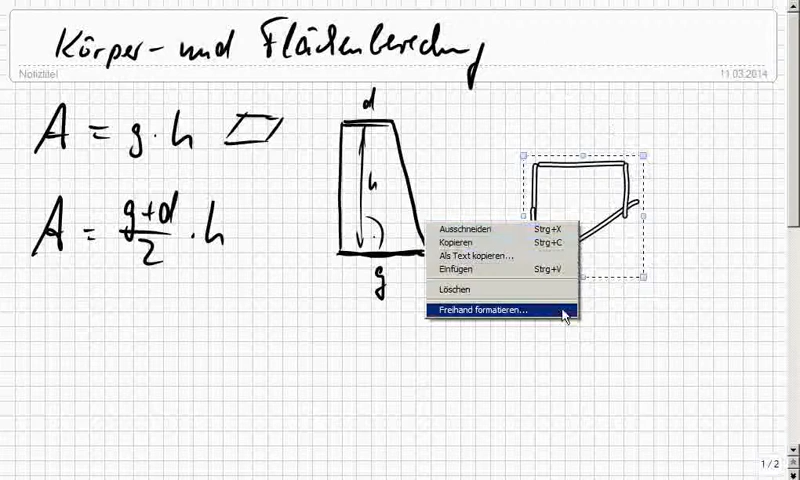 Körper- und Flächenberechung
Notiztitel
11.03.2014
A = g · h
A = g+d/2 · h
d
h
g
Ausschneiden Strg+X
Kopieren Strg+C
Als Text kopieren...
Einfügen Strg+V
Löschen
Freihand formatieren...
1 / 2